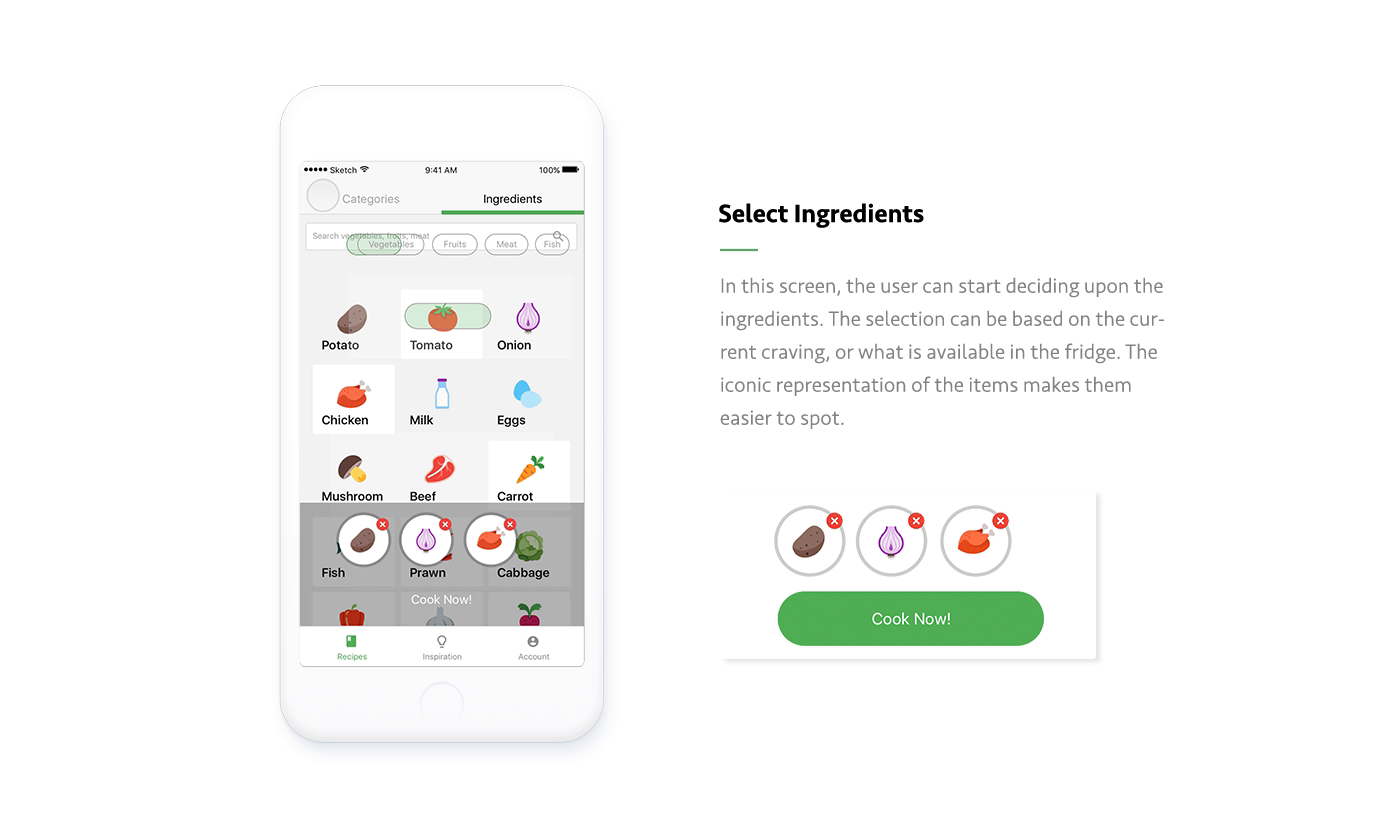 Sketch 9:41 AM 100%
Categories Ingredients
Search vegetables, fruits, meat
Vegetables Fruits Meat Fish
Potato Tomato Onion
Chicken Milk Eggs
Mushroom Beef Carrot
Fish Prawn Cabbage
Cook Now!
Recipes Inspiration Account
Select Ingredients
In this screen, the user can start deciding upon the
ingredients. The selection can be based on the cur-
rent craving, or what is available in the fridge. The
iconic representation of the items makes them
easier to spot.
Cook Now!